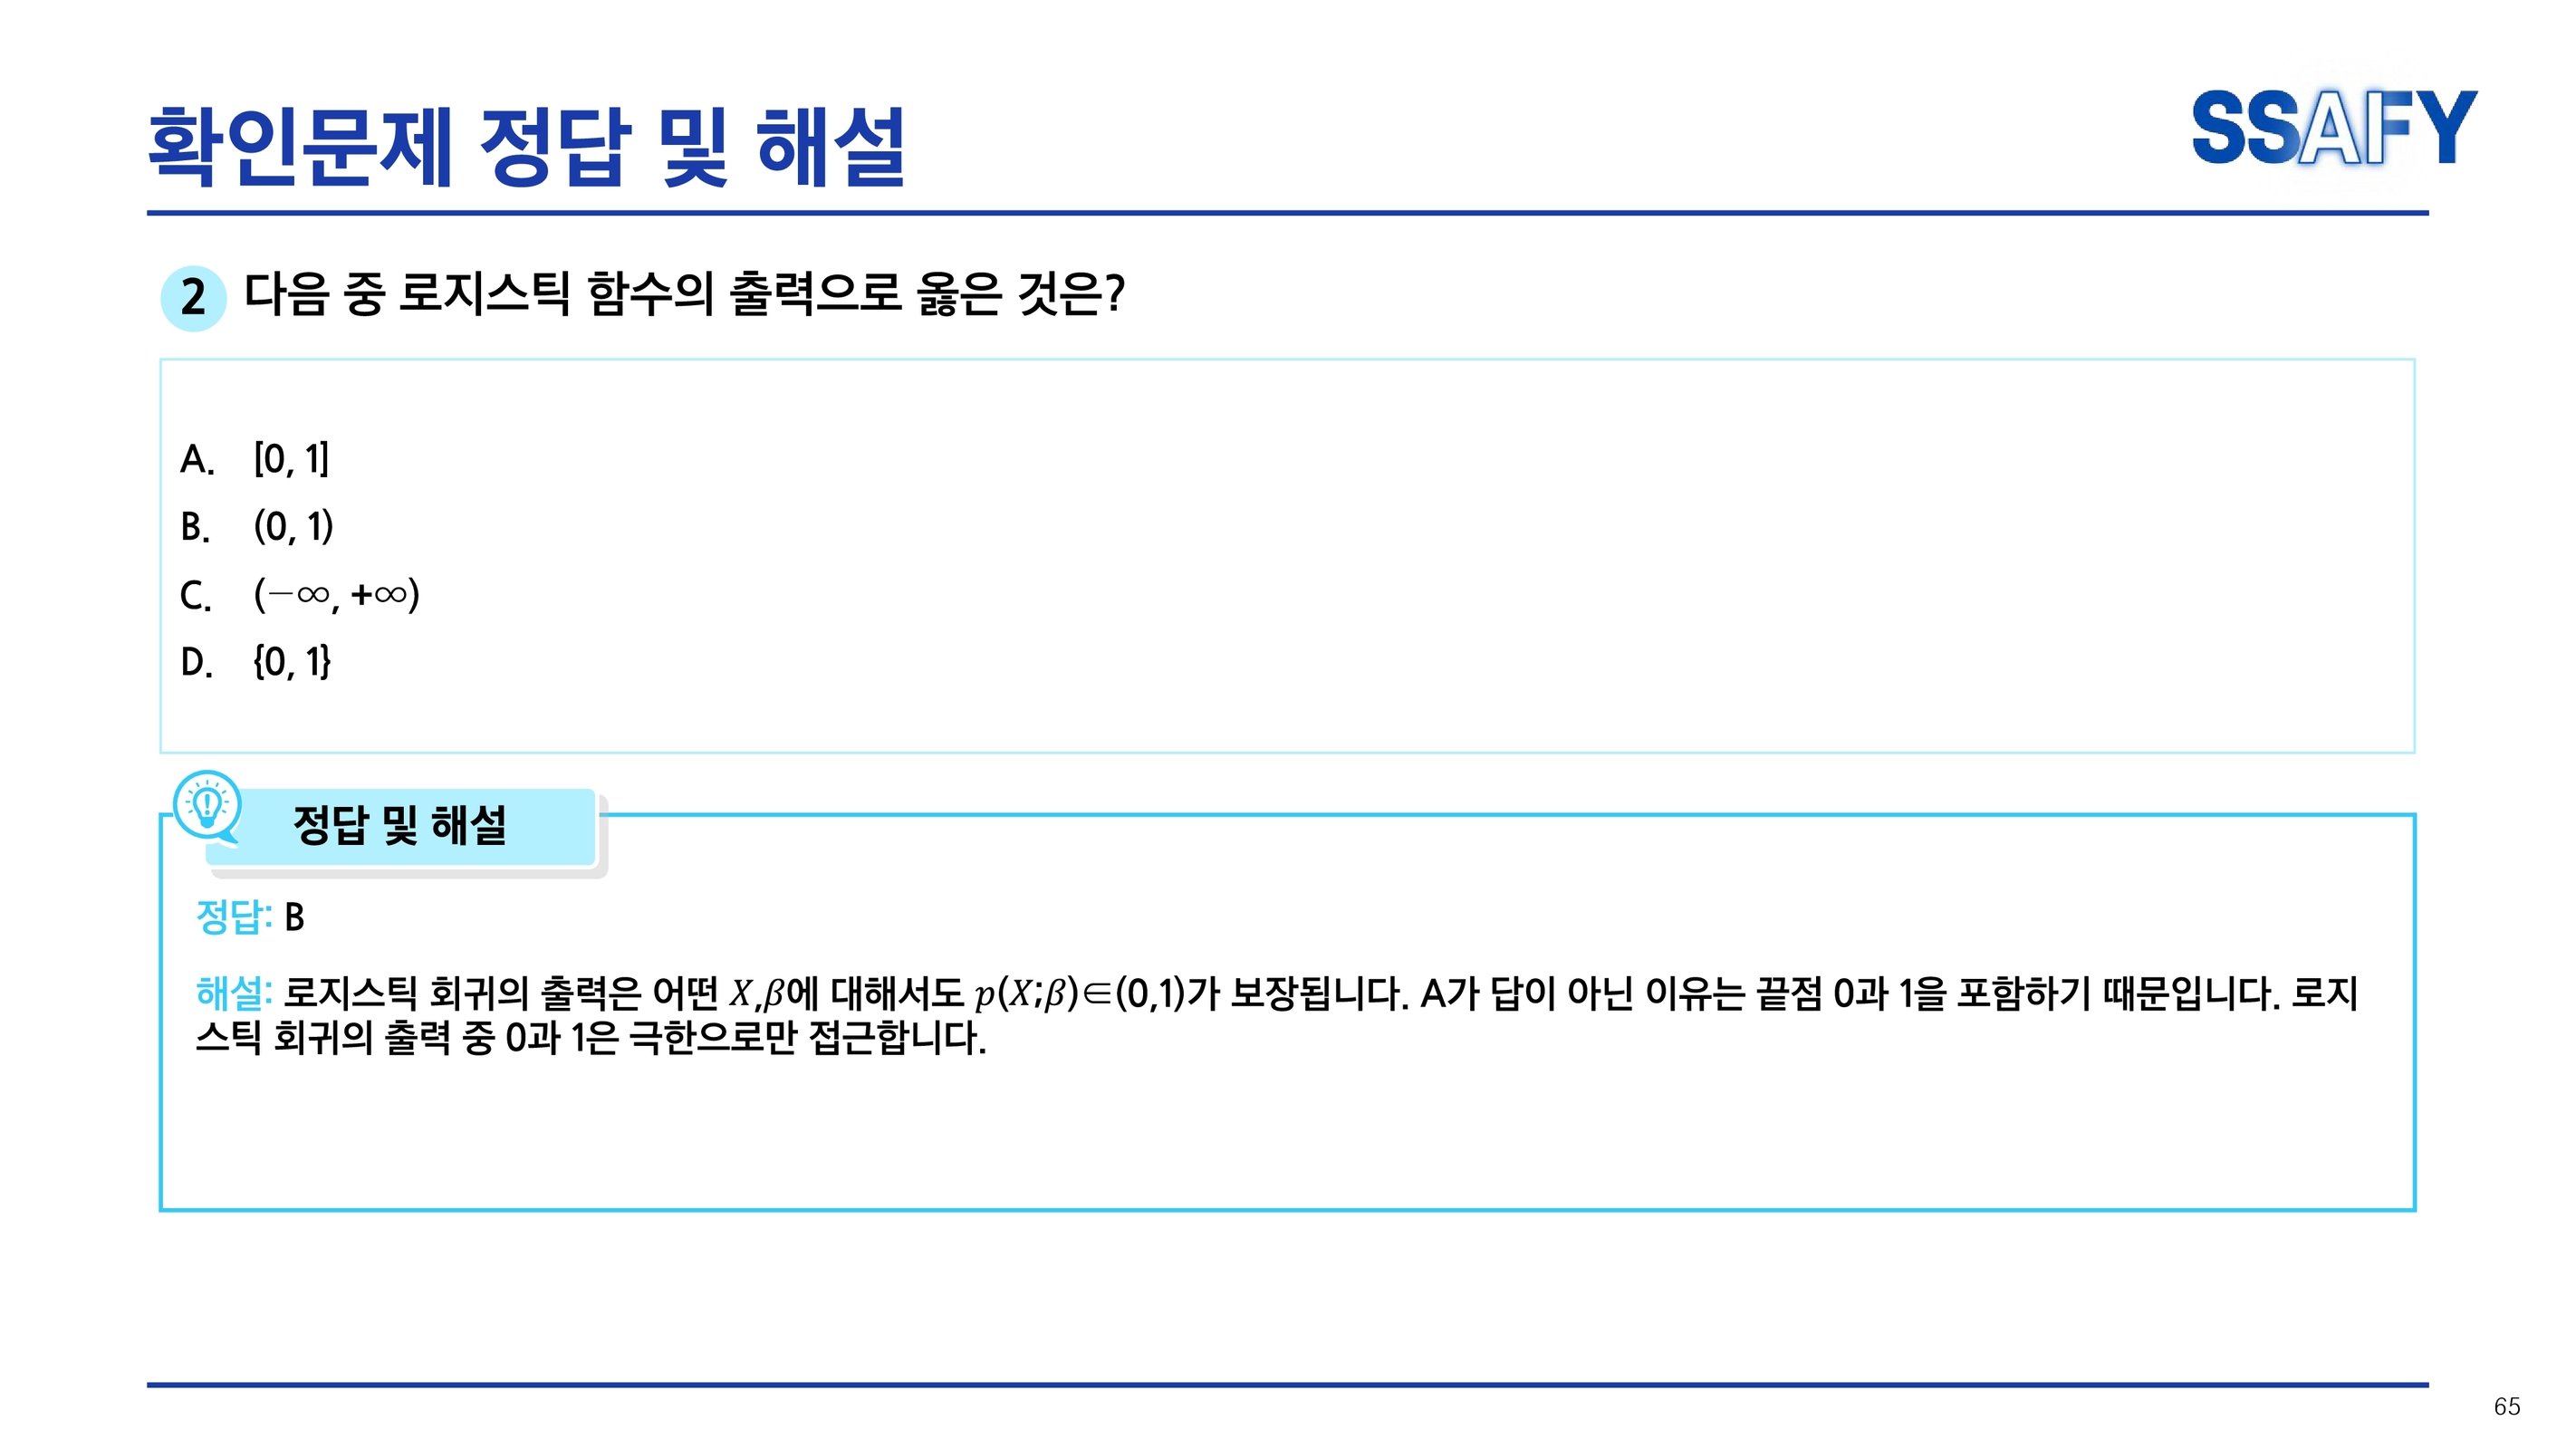 확인문제 정답 및 해설
SSAFY
2 다음 중 로지스틱 함수의 출력으로 옳은 것은?
A. [0, 1]
B. (0, 1)
C. (−∞, +∞)
D. {0, 1}
정답 및 해설
정답: B
해설: 로지스틱 회귀의 출력은 어떤 X,β에 대해서도 p(X;β)∈(0,1)가 보장됩니다. A가 답이 아닌 이유는 끝점 0과 1을 포함하기 때문입니다. 로지
스틱 회귀의 출력 중 0과 1은 극한으로만 접근합니다.
65